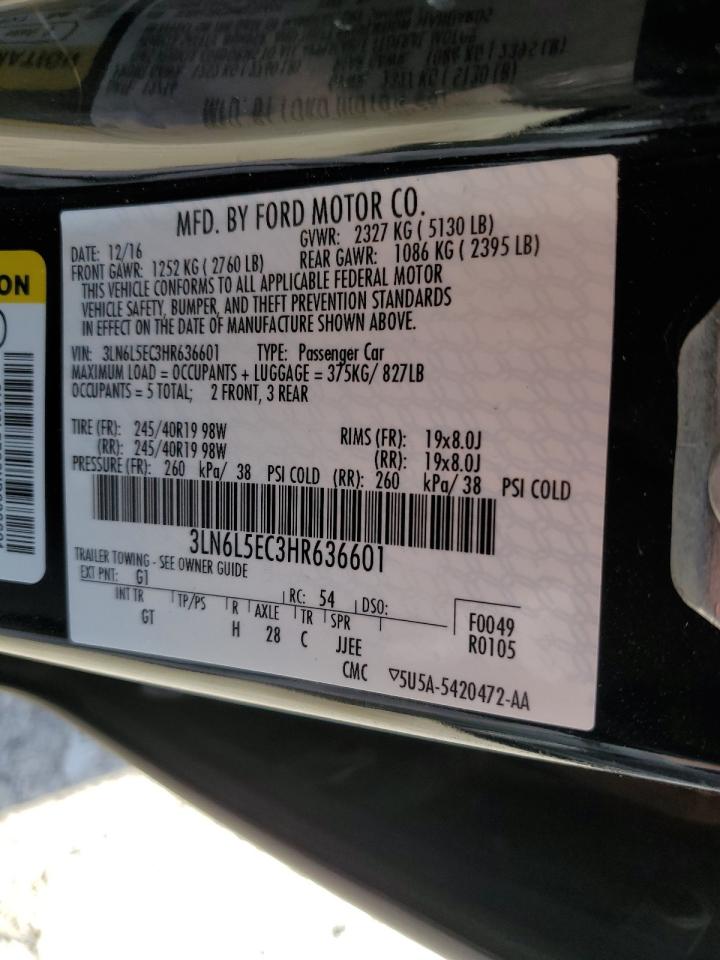 MFD. BY FORD MOTOR CO.
DATE: 12/16 GVWR: 2327 KG ( 5130 LB)
FRONT GAWR: 1252 KG ( 2760 LB) REAR GAWR: 1086 KG ( 2395 LB)
THIS VEHICLE CONFORMS TO ALL APPLICABLE FEDERAL MOTOR
VEHICLE SAFETY, BUMPER, AND THEFT PREVENTION STANDARDS
IN EFFECT ON THE DATE OF MANUFACTURE SHOWN ABOVE.
VIN: 3LN6L5EC3HR636601 TYPE: Passenger Car
MAXIMUM LOAD = OCCUPANTS + LUGGAGE = 375KG/ 827LB
OCCUPANTS = 5 TOTAL; 2 FRONT, 3 REAR
TIRE (FR): 245/40R19 98W RIMS (FR): 19x8.0J
(RR): 245/40R19 98W (RR): 19x8.0J
PRESSURE (FR): 260 kPa/ 38 PSI COLD (RR): 260 kPa/ 38 PSI COLD
3LN6L5EC3HR636601
TRAILER TOWING - SEE OWNER GUIDE
EXT PNT: G1 RC: 54 DSO:
INT TR TP/PS R AXLE TR SPR F0049
GT H 28 C JJEE R0105
CMC ▽5U5A-5420472-AA
ON